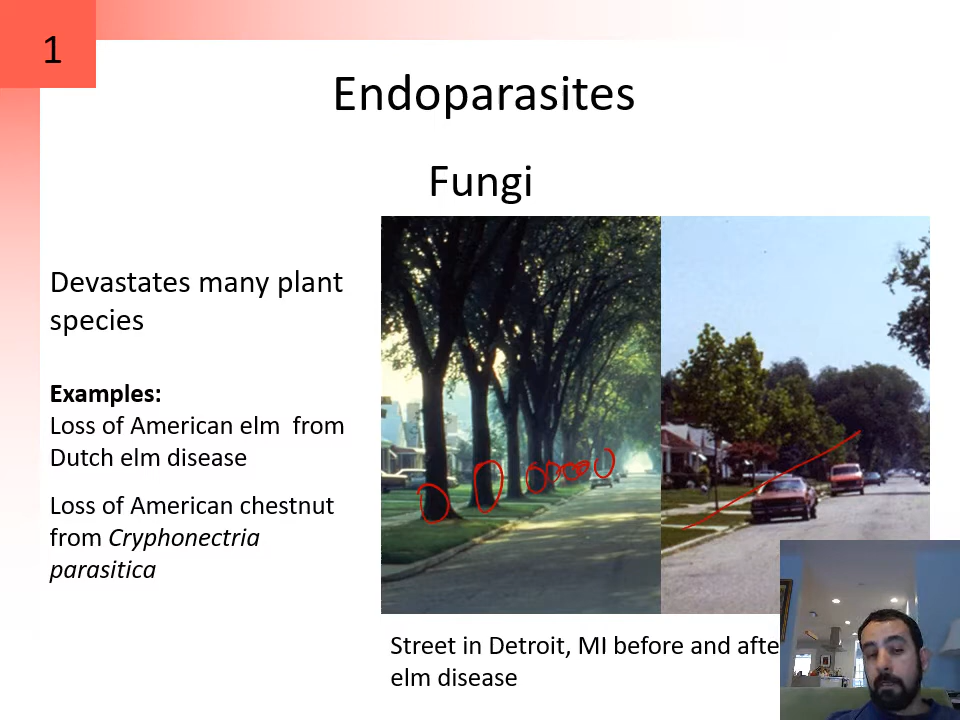 1
Endoparasites
Fungi
Devastates many plant
species
Examples:
Loss of American elm from
Dutch elm disease
Loss of American chestnut
from Cryphonectria
parasitica
Street in Detroit, MI before and afte
elm disease